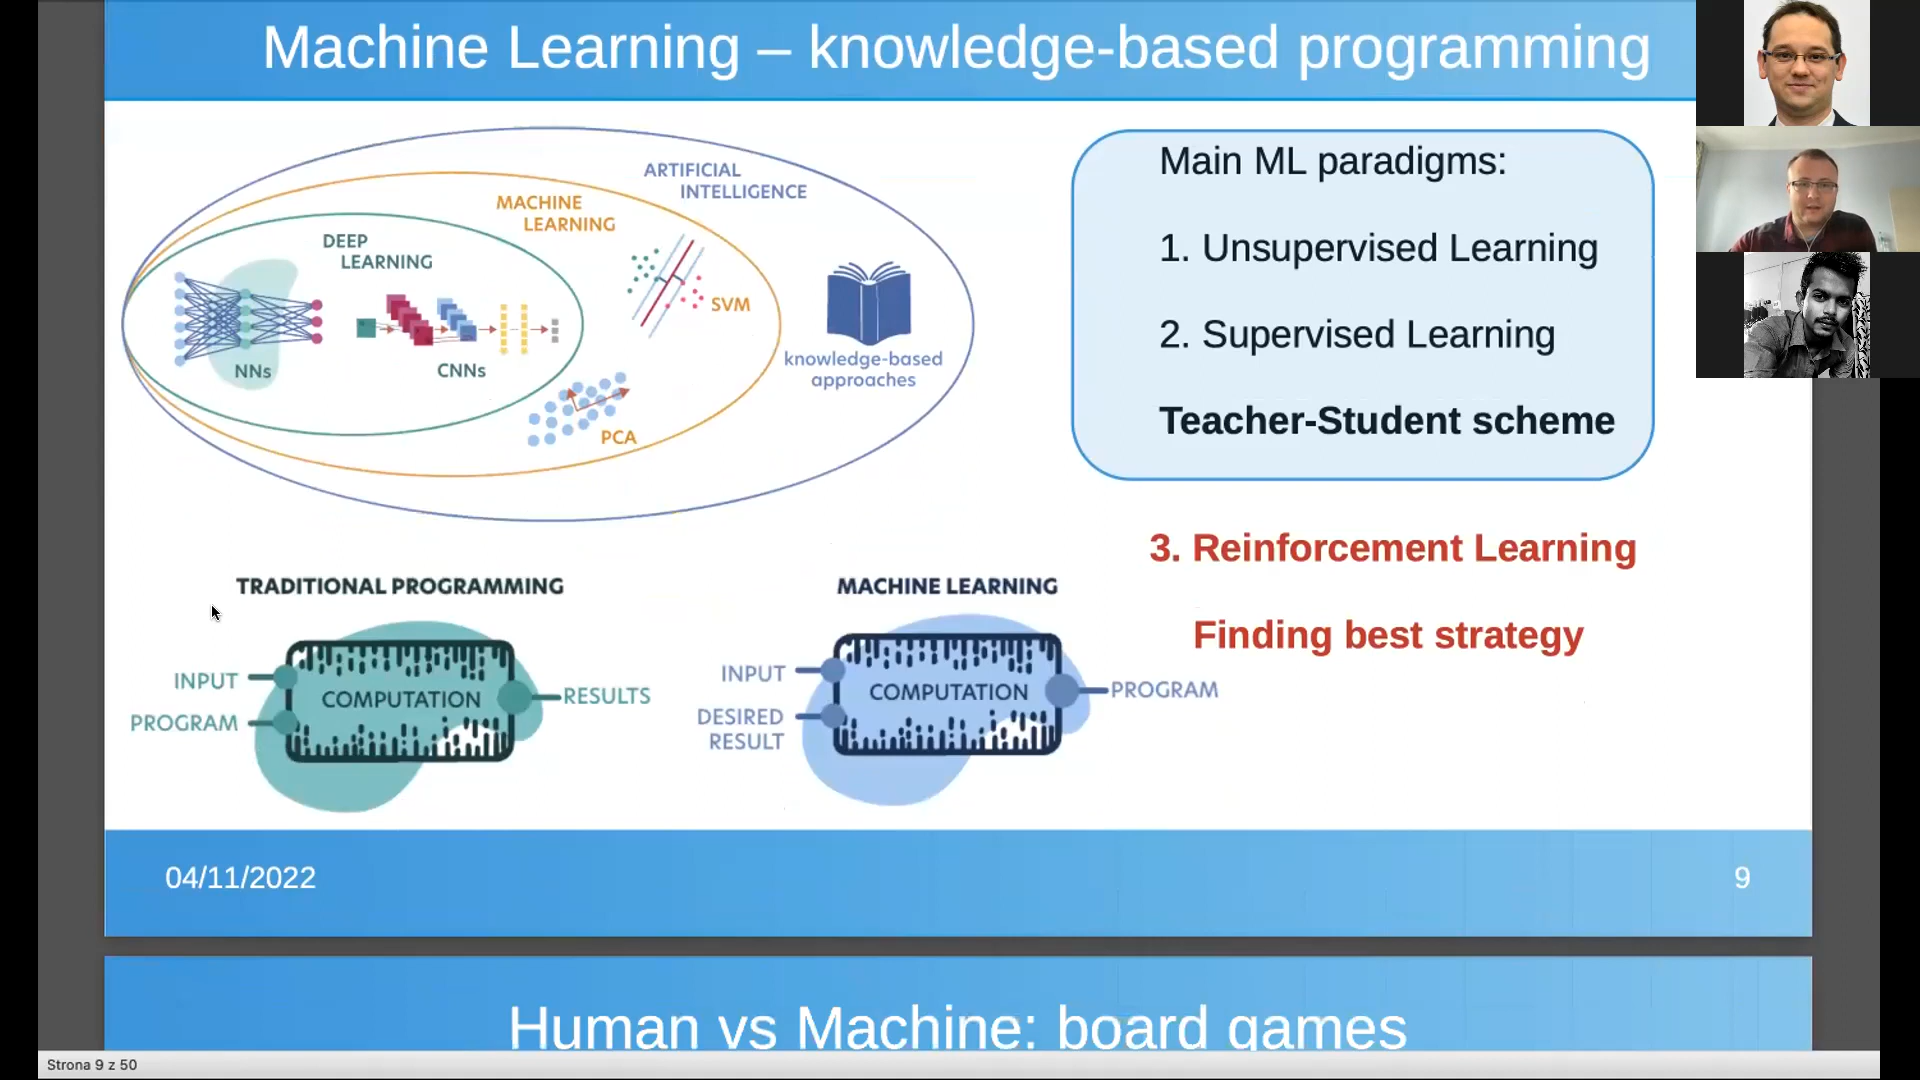 Machine Learning – knowledge-based programming
ARTIFICIAL
INTELLIGENCE
MACHINE
LEARNING
DEEP
LEARNING
NNs
CNNs
SVM
PCA
knowledge-based
approaches
Main ML paradigms:
1. Unsupervised Learning
2. Supervised Learning
Teacher-Student scheme
3. Reinforcement Learning
Finding best strategy
TRADITIONAL PROGRAMMING
INPUT
PROGRAM
COMPUTATION
RESULTS
MACHINE LEARNING
INPUT
DESIRED
RESULT
COMPUTATION
PROGRAM
04/11/2022
9
Human vs Machine: board games
Strona 9 z 50